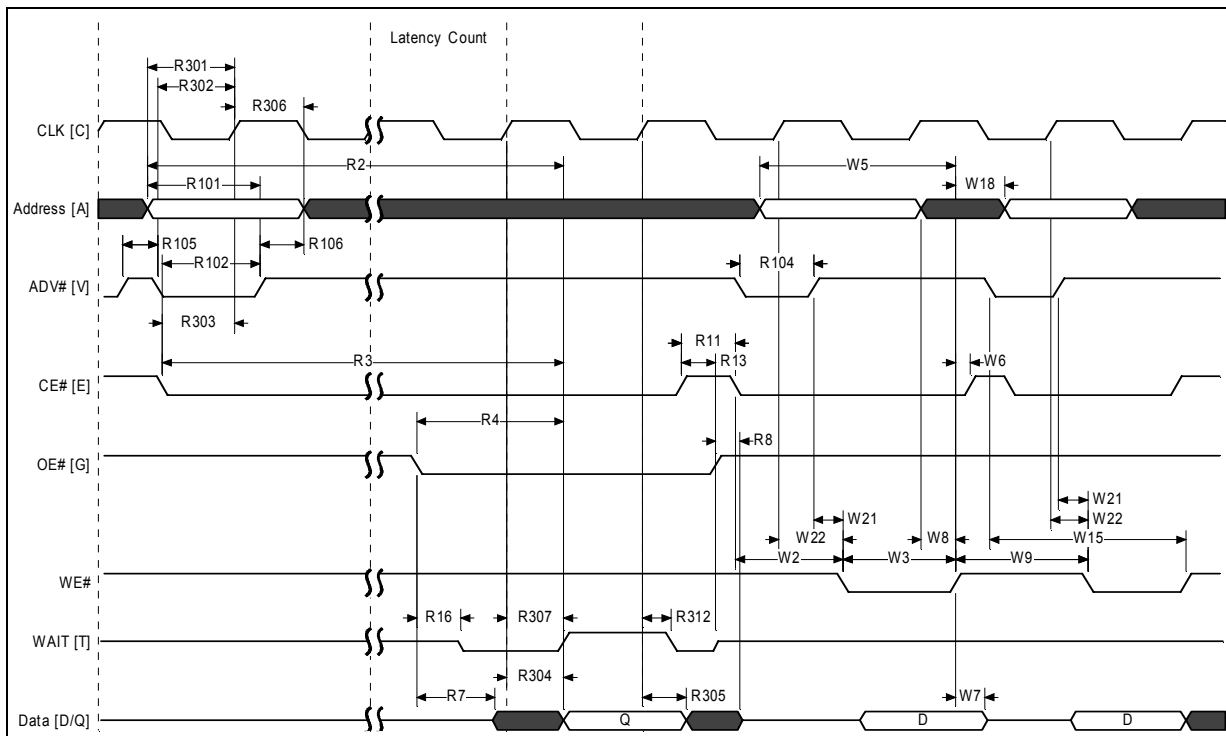 Latency Count
R301
R302
R306
CLK [C]
R2
W5
R101
W18
Address [A]
R105
R106
R102
R104
ADV# [V]
R303
R11
R3
R13
W6
CE# [E]
R4
R8
OE# [G]
W21
W21
W22
W22
W8
W15
W2
W3
W9
WE#
R16
R307
R312
WAIT [T]
R304
R7
R305
W7
Data [D/Q]
Q
D
D